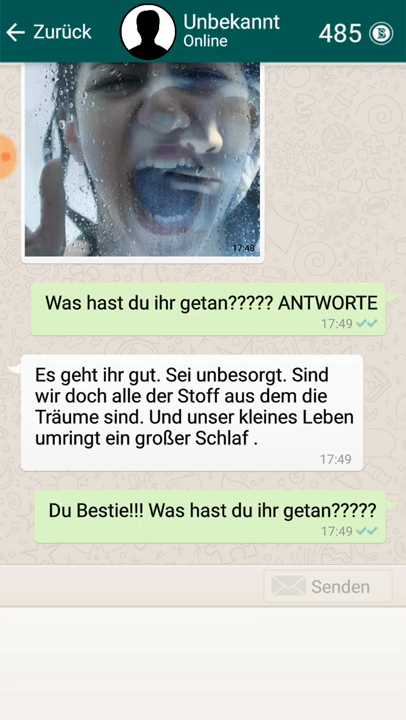 Zurück
Unbekannt
Online
485
17:48
Was hast du ihr getan????? ANTWORTE
17:49
Es geht ihr gut. Sei unbesorgt. Sind
wir doch alle der Stoff aus dem die
Träume sind. Und unser kleines Leben
umringt ein großer Schlaf .
17:49
Du Bestie!!! Was hast du ihr getan?????
17:49
Senden